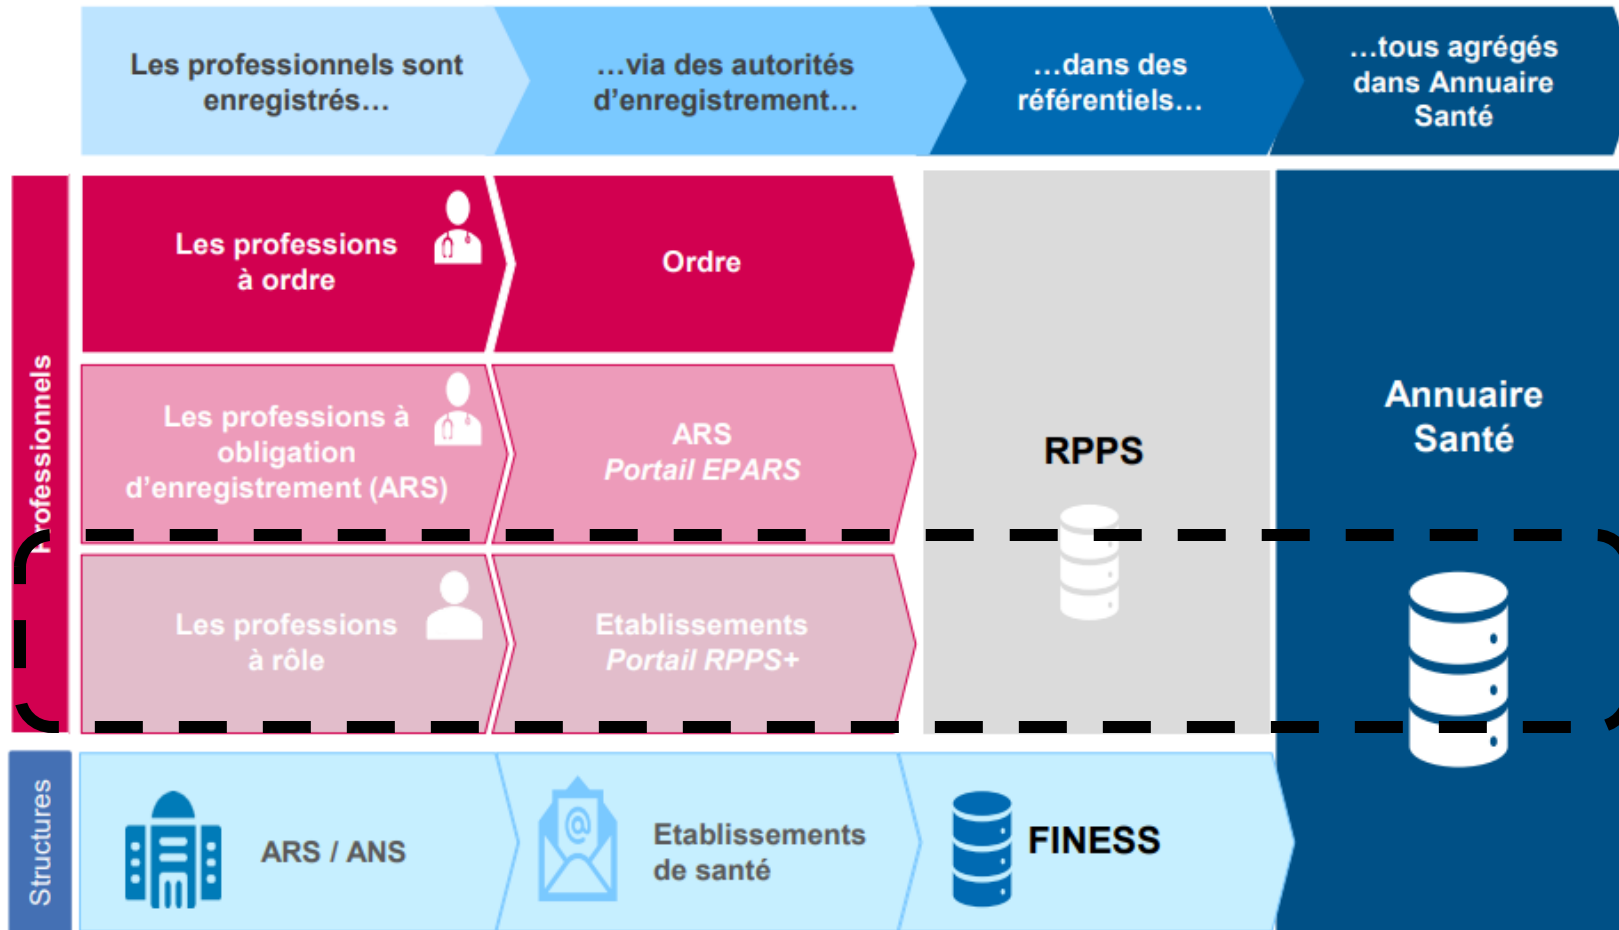 Les professionnels sont
enregistrés…
…via des autorités
d’enregistrement…
…dans des
référentiels…
…tous agrégés
dans Annuaire
Santé
Professionnels
Les professions
à ordre
Ordre
Les professions à
obligation
d’enregistrement (ARS)
ARS
Portail EPARS
Les professions
à rôle
Etablissements
Portail RPPS+
RPPS
Annuaire
Santé
Structures
ARS / ANS
@
Etablissements
de santé
FINESS